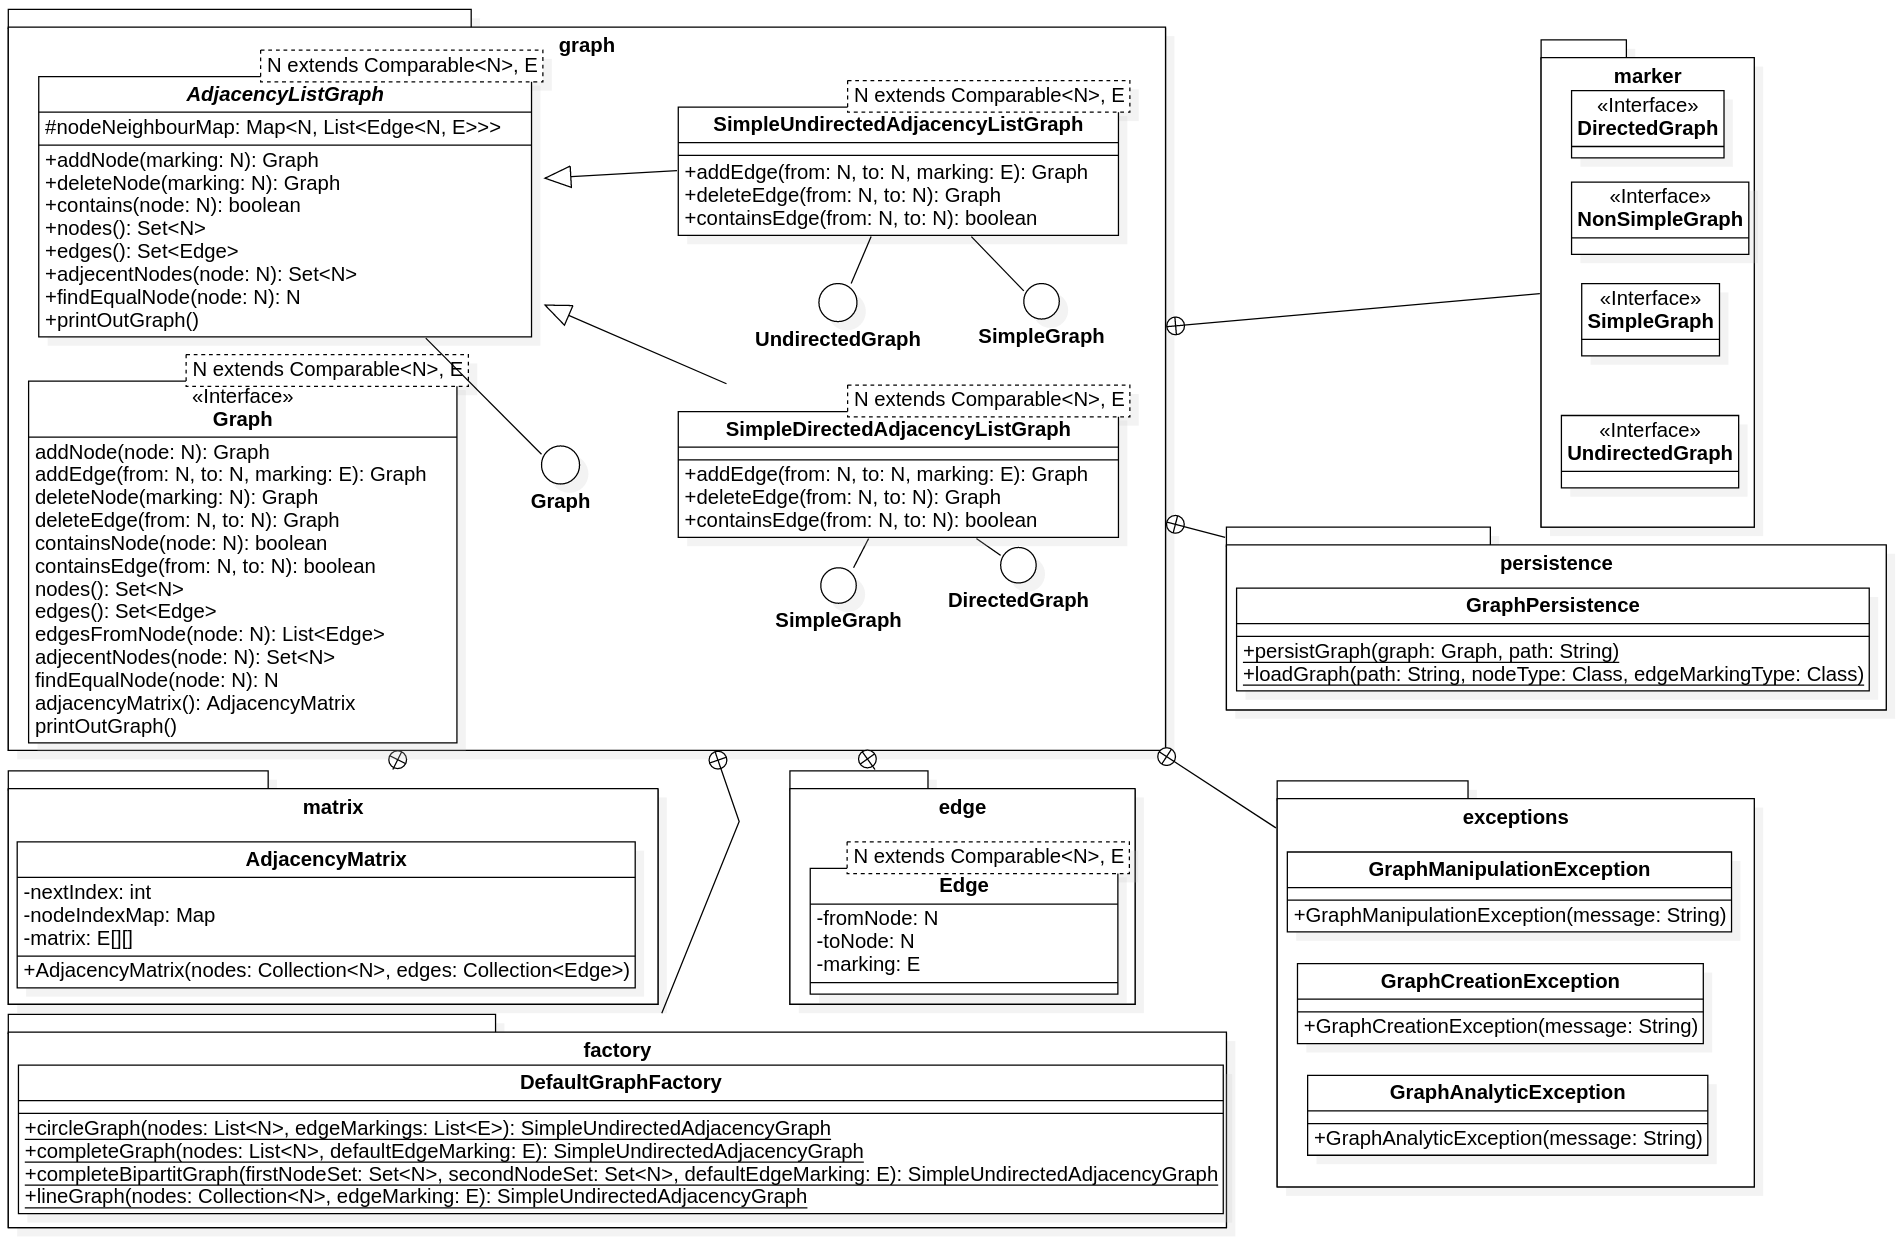 graph
N extends Comparable<N>, E
AdjacencyListGraph
#nodeNeighbourMap: Map<N, List<Edge<N, E>>>
+addNode(marking: N): Graph
+deleteNode(marking: N): Graph
+contains(node: N): boolean
+nodes(): Set<N>
+edges(): Set<Edge>
+adjecentNodes(node: N): Set<N>
+findEqualNode(node: N): N
+printOutGraph()
N extends Comparable<N>, E
SimpleUndirectedAdjacencyListGraph
+addEdge(from: N, to: N, marking: E): Graph
+deleteEdge(from: N, to: N): Graph
+containsEdge(from: N, to: N): boolean
UndirectedGraph
SimpleGraph
N extends Comparable<N>, E
«Interface»
Graph
addNode(node: N): Graph
addEdge(from: N, to: N, marking: E): Graph
deleteNode(marking: N): Graph
deleteEdge(from: N, to: N): Graph
containsNode(node: N): boolean
containsEdge(from: N, to: N): boolean
nodes(): Set<N>
edges(): Set<Edge>
edgesFromNode(node: N): List<Edge>
adjecentNodes(node: N): Set<N>
findEqualNode(node: N): N
adjacencyMatrix(): AdjacencyMatrix
printOutGraph()
Graph
N extends Comparable<N>, E
SimpleDirectedAdjacencyListGraph
+addEdge(from: N, to: N, marking: E): Graph
+deleteEdge(from: N, to: N): Graph
+containsEdge(from: N, to: N): boolean
SimpleGraph
DirectedGraph
marker
«Interface»
DirectedGraph
«Interface»
NonSimpleGraph
«Interface»
SimpleGraph
«Interface»
UndirectedGraph
persistence
GraphPersistence
+persistGraph(graph: Graph, path: String)
+loadGraph(path: String, nodeType: Class, edgeMarkingType: Class)
matrix
AdjacencyMatrix
-nextIndex: int
-nodeIndexMap: Map
-matrix: E[][]
+AdjacencyMatrix(nodes: Collection<N>, edges: Collection<Edge>)
edge
N extends Comparable<N>, E
Edge
-fromNode: N
-toNode: N
-marking: E
exceptions
GraphManipulationException
+GraphManipulationException(message: String)
GraphCreationException
+GraphCreationException(message: String)
GraphAnalyticException
+GraphAnalyticException(message: String)
factory
DefaultGraphFactory
+circleGraph(nodes: List<N>, edgeMarkings: List<E>): SimpleUndirectedAdjacencyGraph
+completeGraph(nodes: List<N>, defaultEdgeMarking: E): SimpleUndirectedAdjacencyGraph
+completeBipartitGraph(firstNodeSet: Set<N>, secondNodeSet: Set<N>, defaultEdgeMarking: E): SimpleUndirectedAdjacencyGraph
+lineGraph(nodes: Collection<N>, edgeMarking: E): SimpleUndirectedAdjacencyGraph